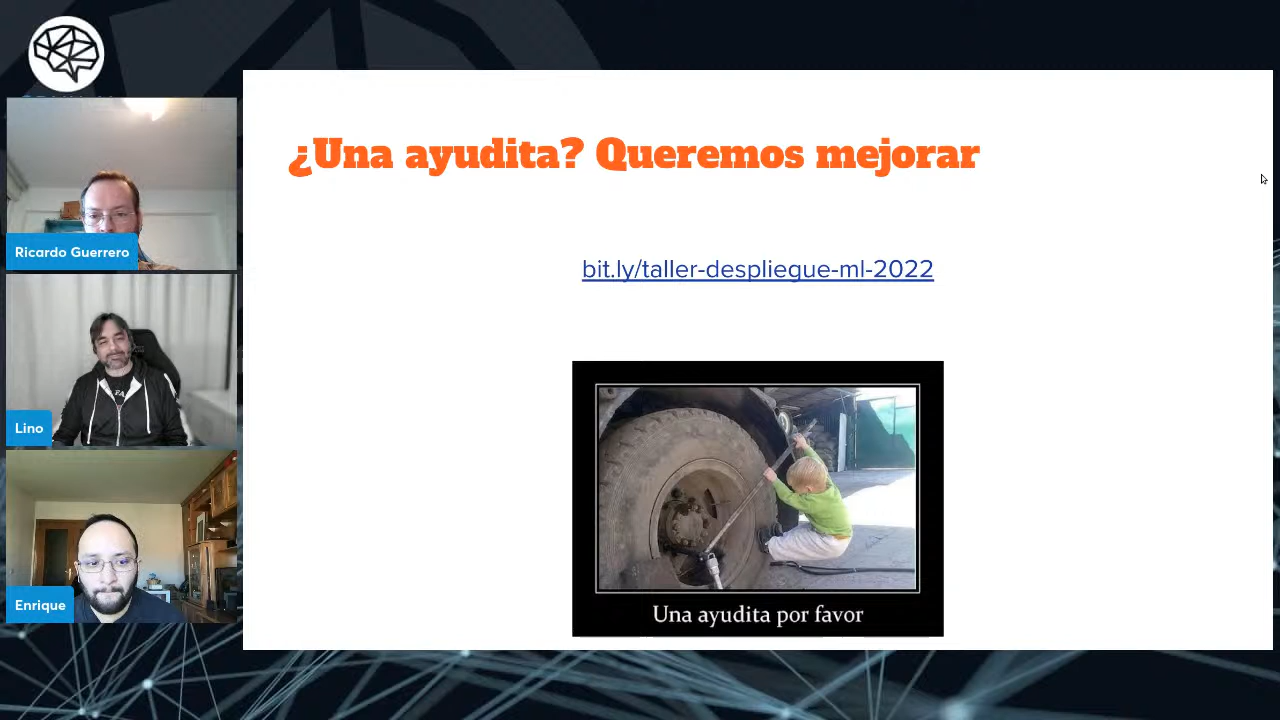 ¿Una ayudita? Queremos mejorar
bit.ly/taller-despliegue-ml-2022
Ricardo Guerrero
Lino
Enrique
Una ayudita por favor